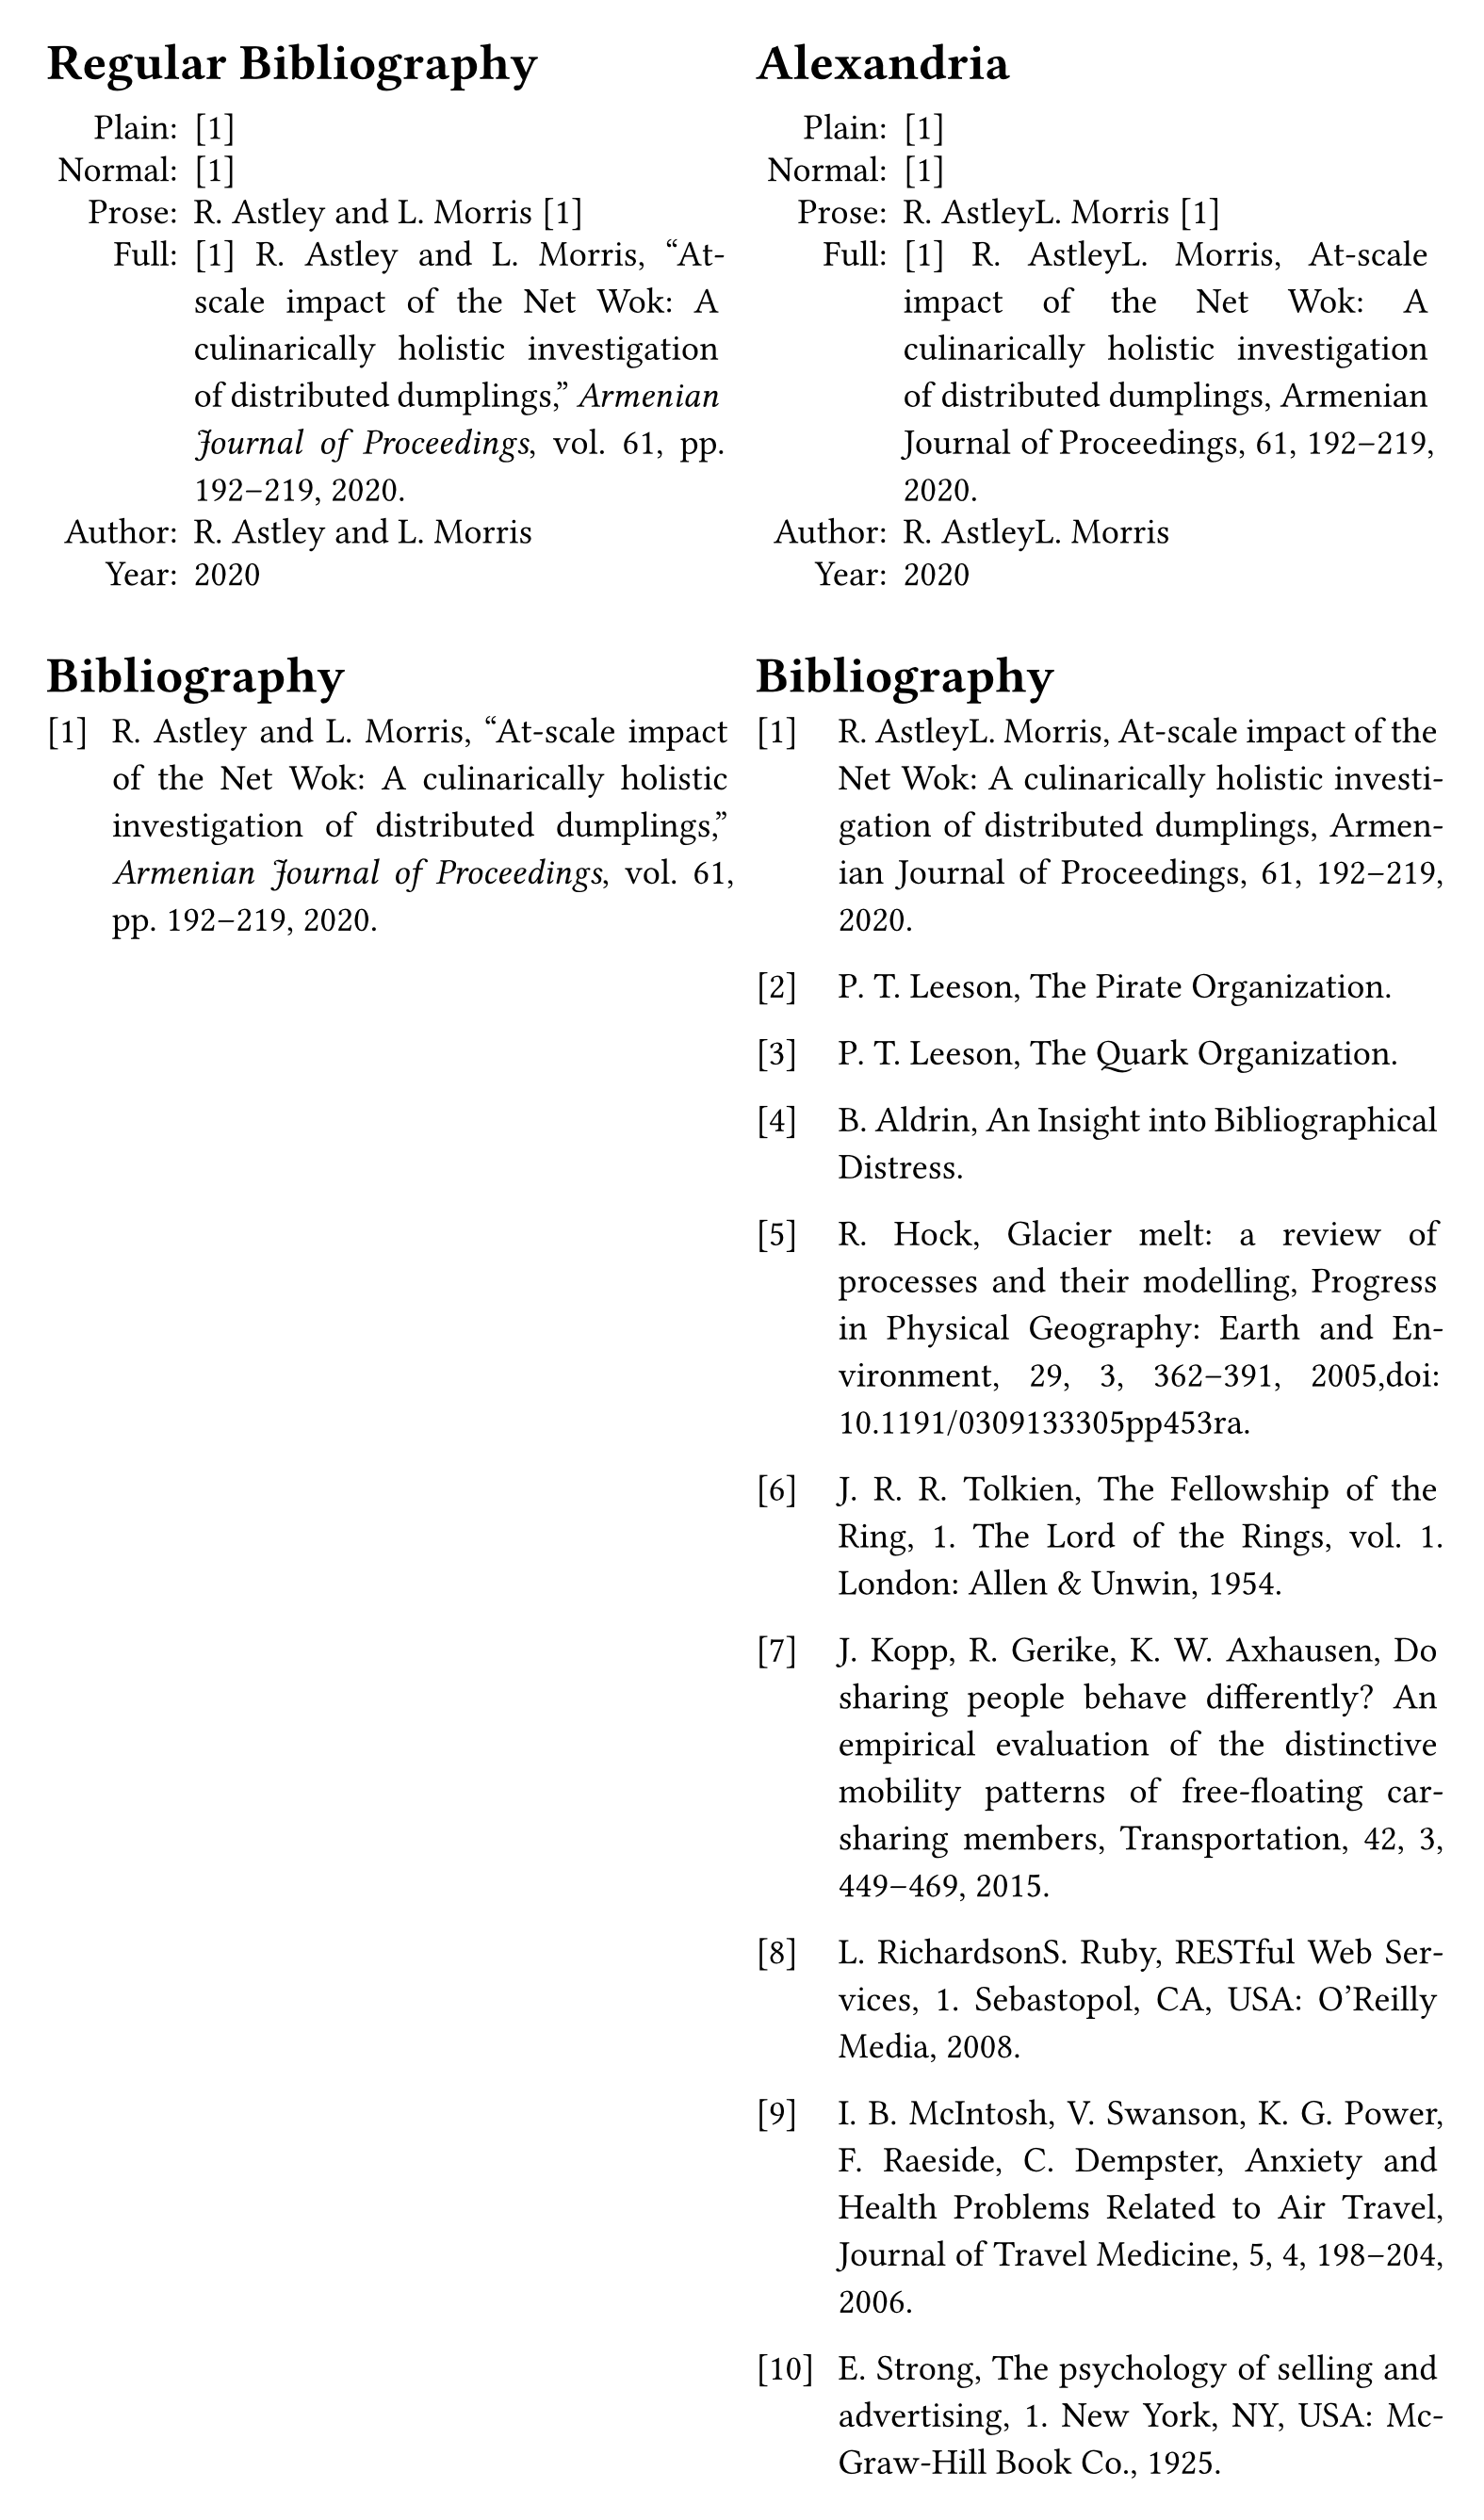 Regular Bibliography
Plain: [1]
Normal: [1]
Prose: R. Astley and L. Morris [1]
Full: [1] R. Astley and L. Morris, “At-
scale impact of the Net Wok: A
culinarically holistic investigation
of distributed dumplings,” Armenian
Journal of Proceedings, vol. 61, pp.
192–219, 2020.
Author: R. Astley and L. Morris
Year: 2020
Bibliography
[1] R. Astley and L. Morris, “At-scale impact
of the Net Wok: A culinarically holistic
investigation of distributed dumplings,”
Armenian Journal of Proceedings, vol. 61,
pp. 192–219, 2020.
Alexandria
Plain: [1]
Normal: [1]
Prose: R. AstleyL. Morris [1]
Full: [1] R. AstleyL. Morris, At-scale
impact of the Net Wok: A
culinarically holistic investigation
of distributed dumplings, Armenian
Journal of Proceedings, 61, 192–219,
2020.
Author: R. AstleyL. Morris
Year: 2020
Bibliography
[1] R. AstleyL. Morris, At-scale impact of the
Net Wok: A culinarically holistic investi-
gation of distributed dumplings, Armen-
ian Journal of Proceedings, 61, 192–219,
2020.
[2] P. T. Leeson, The Pirate Organization.
[3] P. T. Leeson, The Quark Organization.
[4] B. Aldrin, An Insight into Bibliographical
Distress.
[5] R. Hock, Glacier melt: a review of
processes and their modelling, Progress
in Physical Geography: Earth and En-
vironment, 29, 3, 362–391, 2005,doi:
10.1191/0309133305pp453ra.
[6] J. R. R. Tolkien, The Fellowship of the
Ring, 1. The Lord of the Rings, vol. 1.
London: Allen & Unwin, 1954.
[7] J. Kopp, R. Gerike, K. W. Axhausen, Do
sharing people behave differently? An
empirical evaluation of the distinctive
mobility patterns of free-floating car-
sharing members, Transportation, 42, 3,
449–469, 2015.
[8] L. RichardsonS. Ruby, RESTful Web Ser-
vices, 1. Sebastopol, CA, USA: O’Reilly
Media, 2008.
[9] I. B. McIntosh, V. Swanson, K. G. Power,
F. Raeside, C. Dempster, Anxiety and
Health Problems Related to Air Travel,
Journal of Travel Medicine, 5, 4, 198–204,
2006.
[10] E. Strong, The psychology of selling and
advertising, 1. New York, NY, USA: Mc-
Graw-Hill Book Co., 1925.